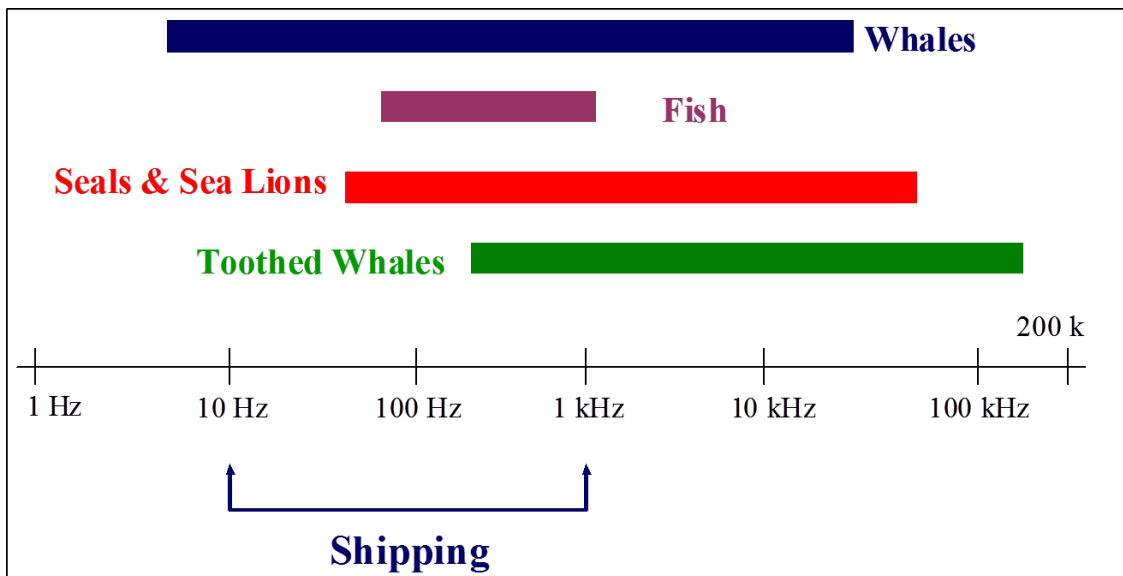 Whales
Fish
Seals & Sea Lions
Toothed Whales
200 k
1 Hz 10 Hz 100 Hz 1 kHz 10 kHz 100 kHz
Shipping